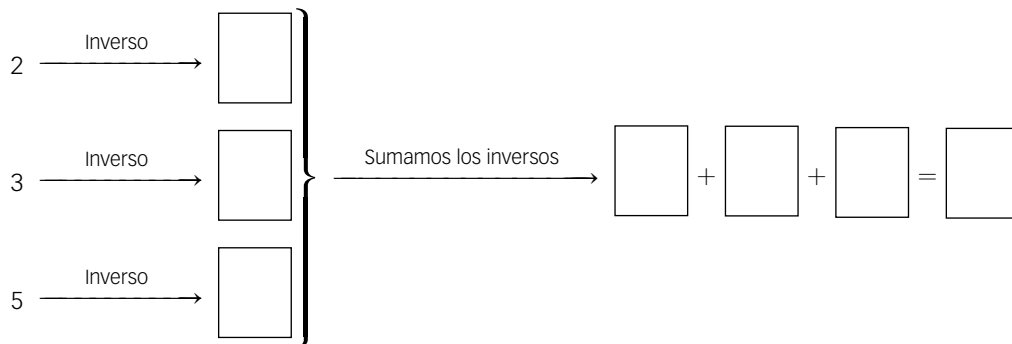 2 Inverso
3 Inverso
5 Inverso
Sumamos los inversos
+ + =